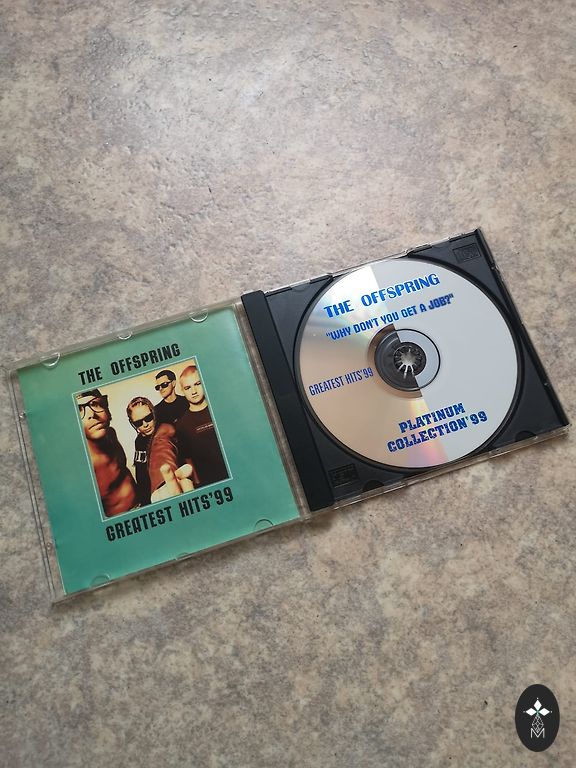 THE OFFSPRING
GREATEST HITS'99
THE OFFSPRING
"WHY DON'T YOU GET A JOB?"
GREATEST HITS'99
PLATINUM
COLLECTION'99